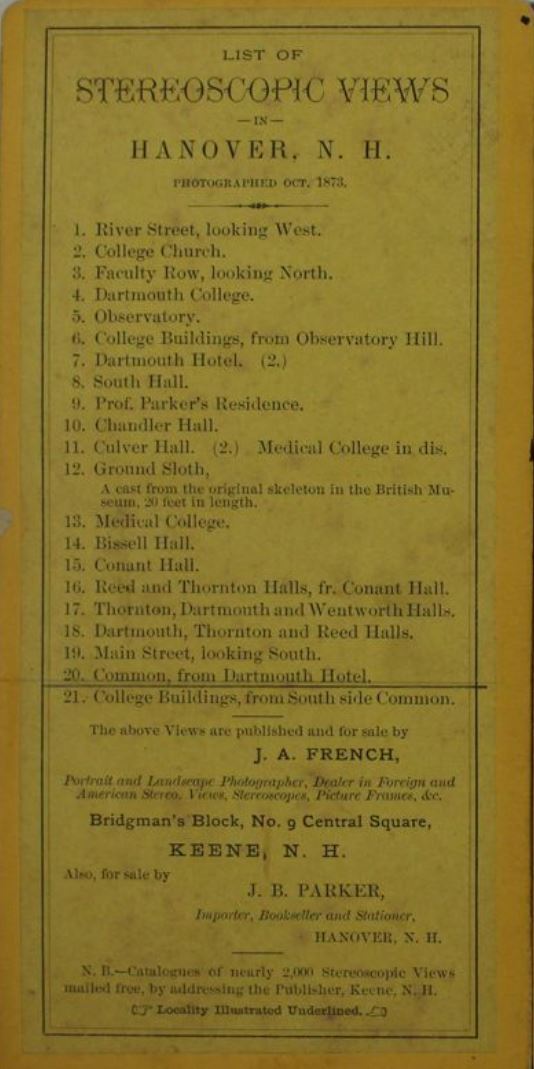 LIST OF
STEREOSCOPIC VIEWS
—IN—
HANOVER, N. H.
PHOTOGRAPHED OCT. 1873.
1. River Street, looking West.
2. College Church.
3. Faculty Row, looking North.
4. Dartmouth College.
5. Observatory.
6. College Buildings, from Observatory Hill.
7. Dartmouth Hotel. (2.)
8. South Hall.
9. Prof. Parker's Residence.
10. Chandler Hall.
11. Culver Hall. (2.) Medical College in dis.
12. Ground Sloth,
A cast from the original skeleton in the British Mu-
seum, 20 feet in length.
13. Medical College.
14. Bissell Hall.
15. Conant Hall.
16. Reed and Thornton Halls, fr. Conant Hall.
17. Thornton, Dartmouth and Wentworth Halls.
18. Dartmouth, Thornton and Reed Halls.
19. Main Street, looking South.
20. Common, from Dartmouth Hotel.
21. College Buildings, from South side Common.
The above Views are published and for sale by
J. A. FRENCH,
Portrait and Landscape Photographer, Dealer in Foreign and
American Stereo. Views, Stereoscopes, Picture Frames, &c.
Bridgman's Block, No. 9 Central Square,
KEENE, N. H.
Also, for sale by
J. B. PARKER,
Importer, Bookseller and Stationer,
HANOVER, N. H.
N. B.—Catalogues of nearly 2,000 Stereoscopic Views
mailed free, by addressing the Publisher, Keene, N. H.
Locality Illustrated Underlined.